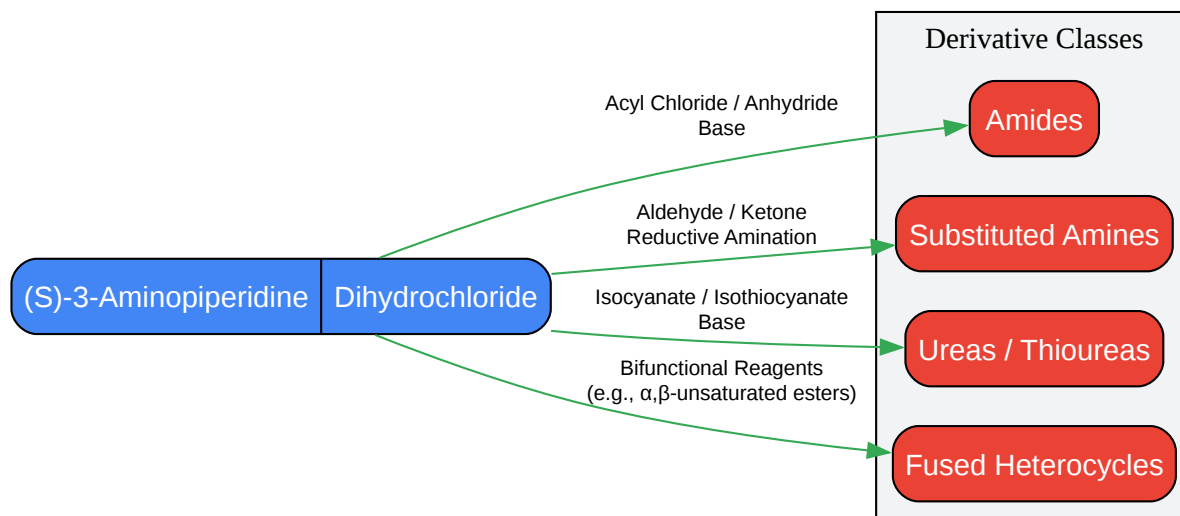 Derivative Classes
Acyl Chloride / Anhydride
Base
Amides
Aldehyde / Ketone
Reductive Amination
Substituted Amines
(S)-3-Aminopiperidine
Dihydrochloride
Isocyanate / Isothiocyanate
Base
Ureas / Thioureas
Bifunctional Reagents
(e.g., α,β-unsaturated esters)
Fused Heterocycles